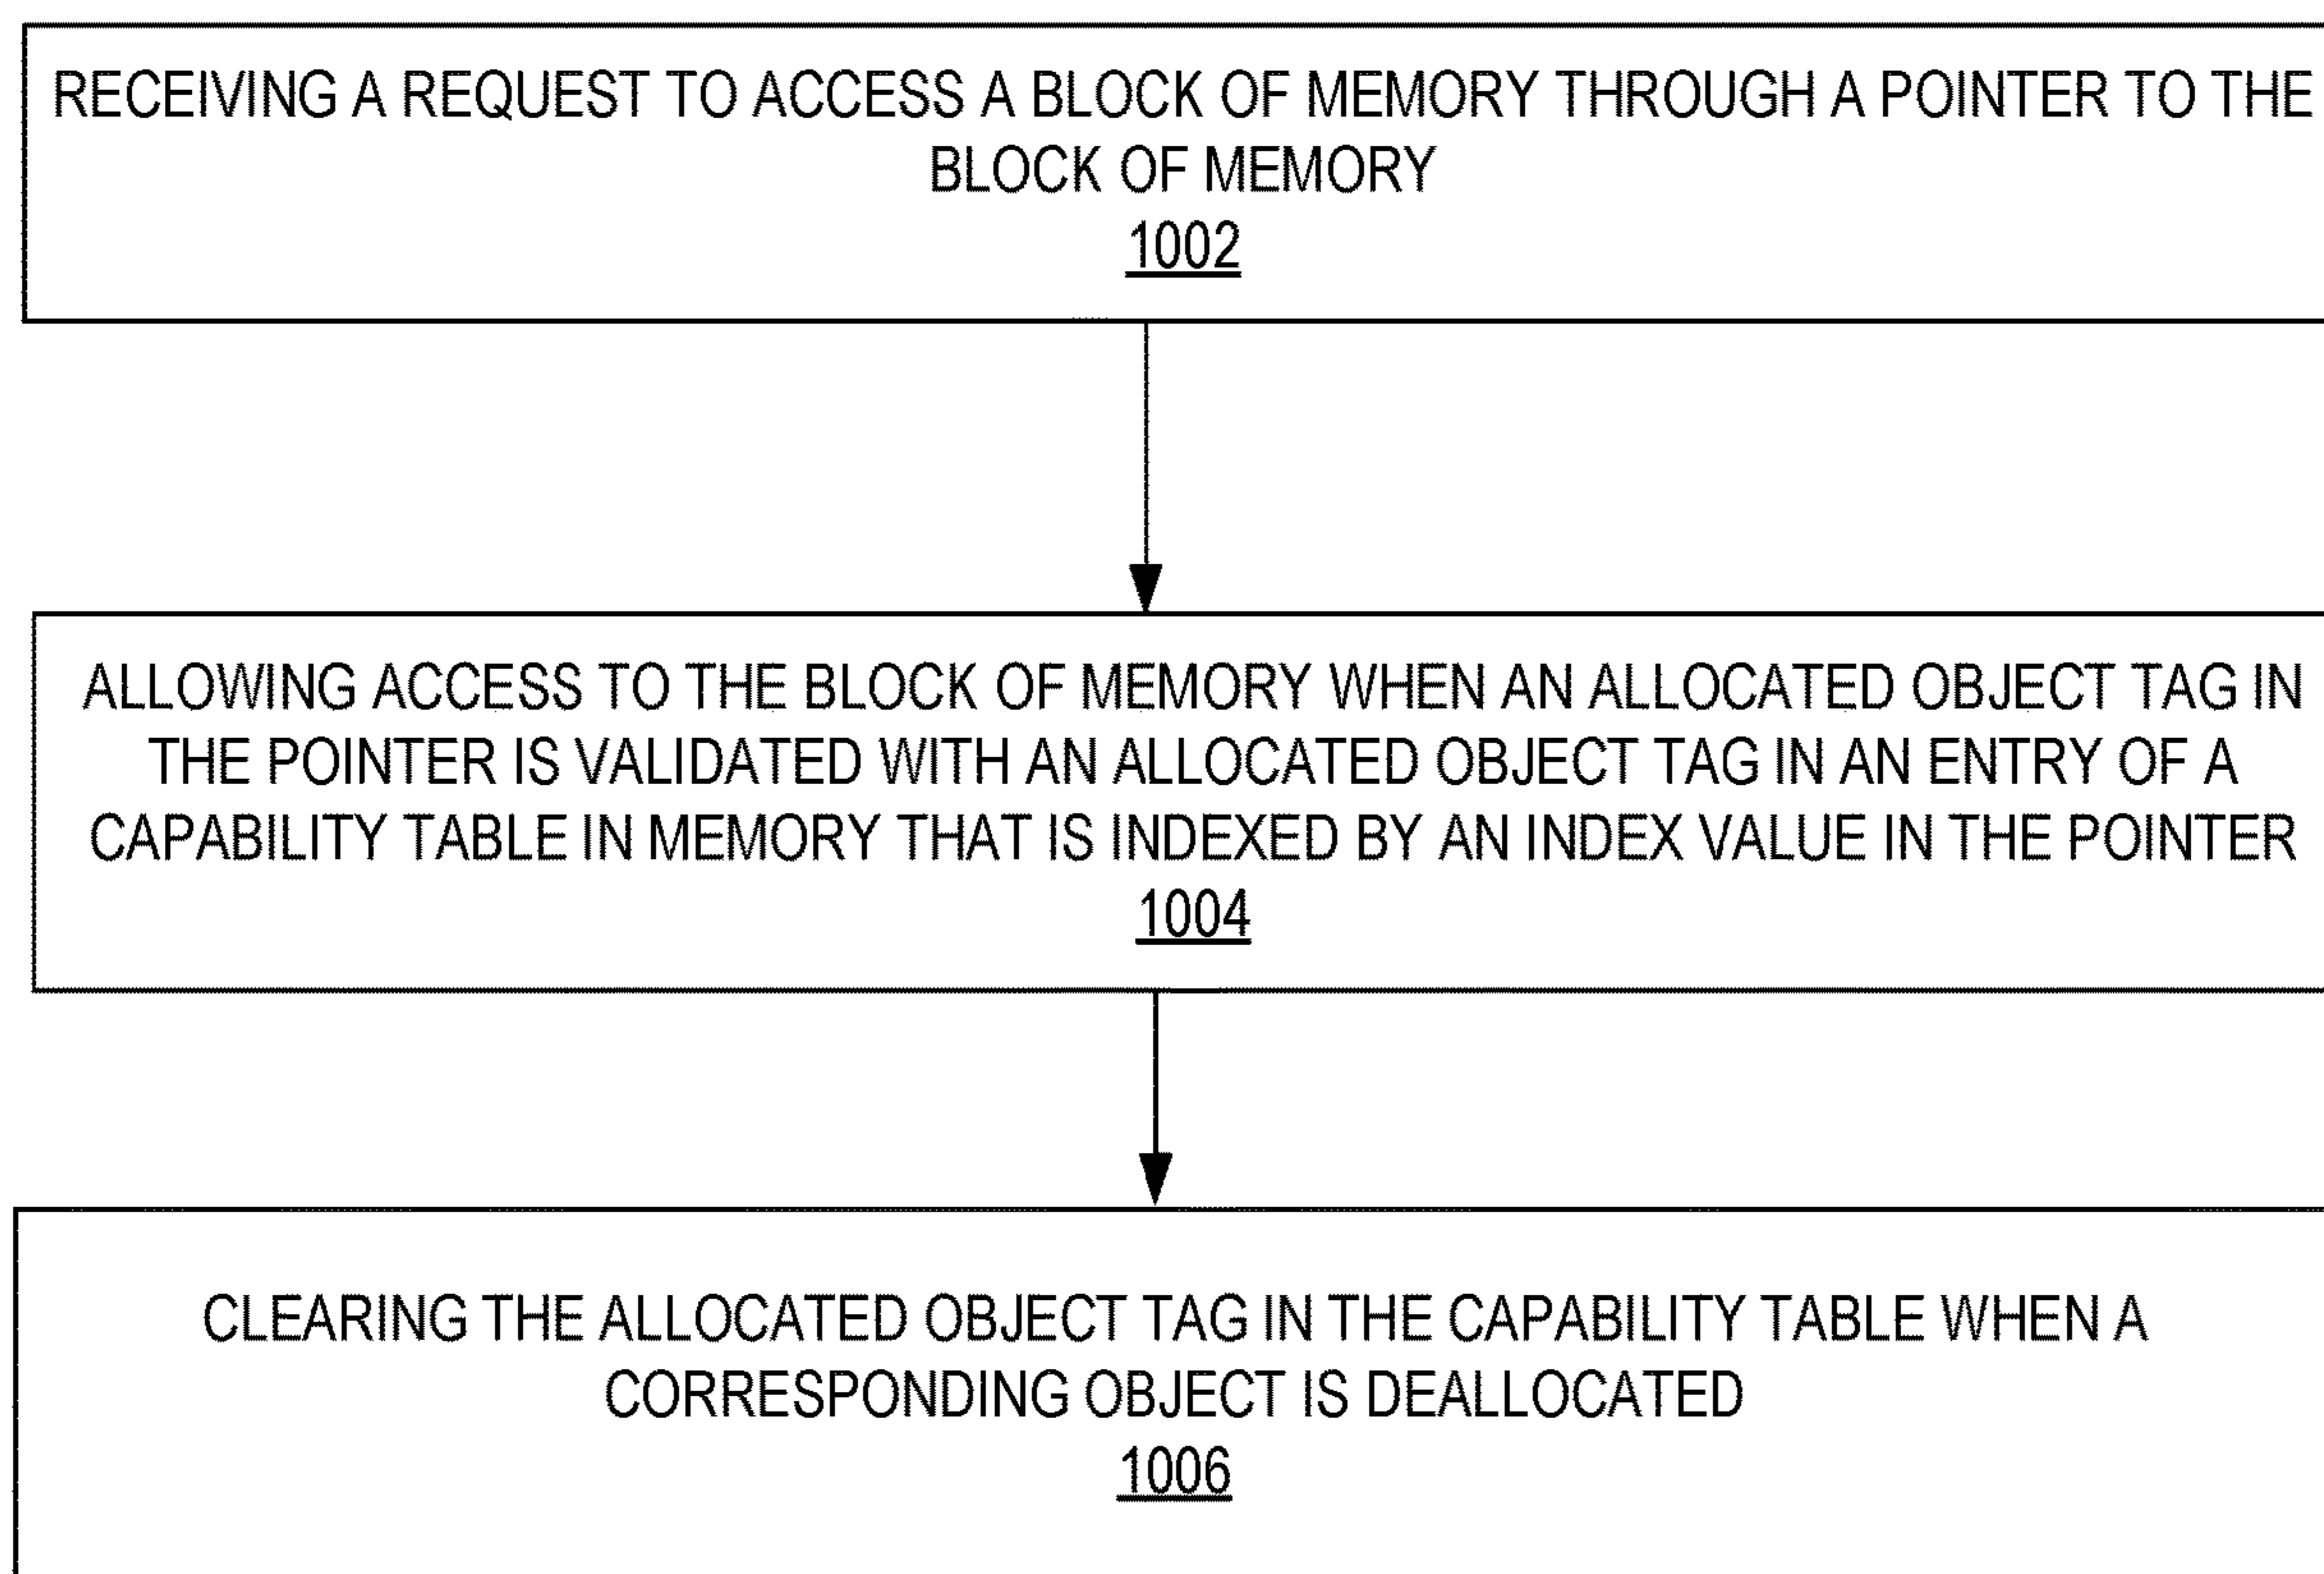 RECEIVING A REQUEST TO ACCESS A BLOCK OF MEMORY THROUGH A POINTER TO THE
BLOCK OF MEMORY
1002
ALLOWING ACCESS TO THE BLOCK OF MEMORY WHEN AN ALLOCATED OBJECT TAG IN
THE POINTER IS VALIDATED WITH AN ALLOCATED OBJECT TAG IN AN ENTRY OF A
CAPABILITY TABLE IN MEMORY THAT IS INDEXED BY AN INDEX VALUE IN THE POINTER
1004
CLEARING THE ALLOCATED OBJECT TAG IN THE CAPABILITY TABLE WHEN A
CORRESPONDING OBJECT IS DEALLOCATED
1006